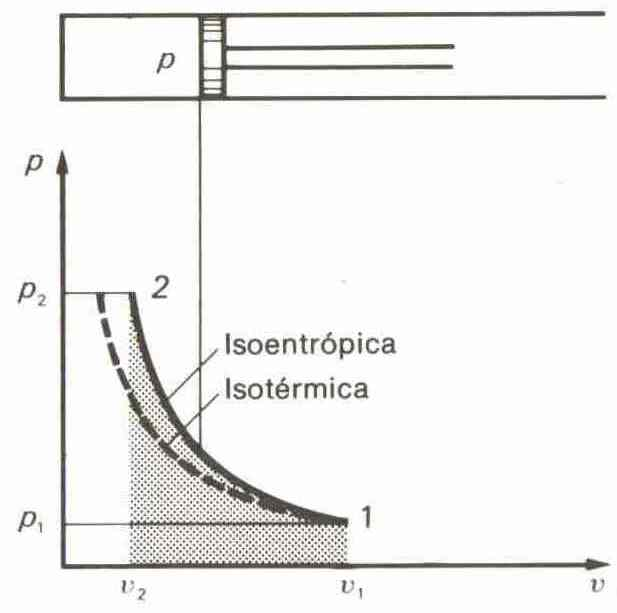 p
p
p₂
2
Isoentrópica
Isotérmica
p₁
1
v₂
v₁
v